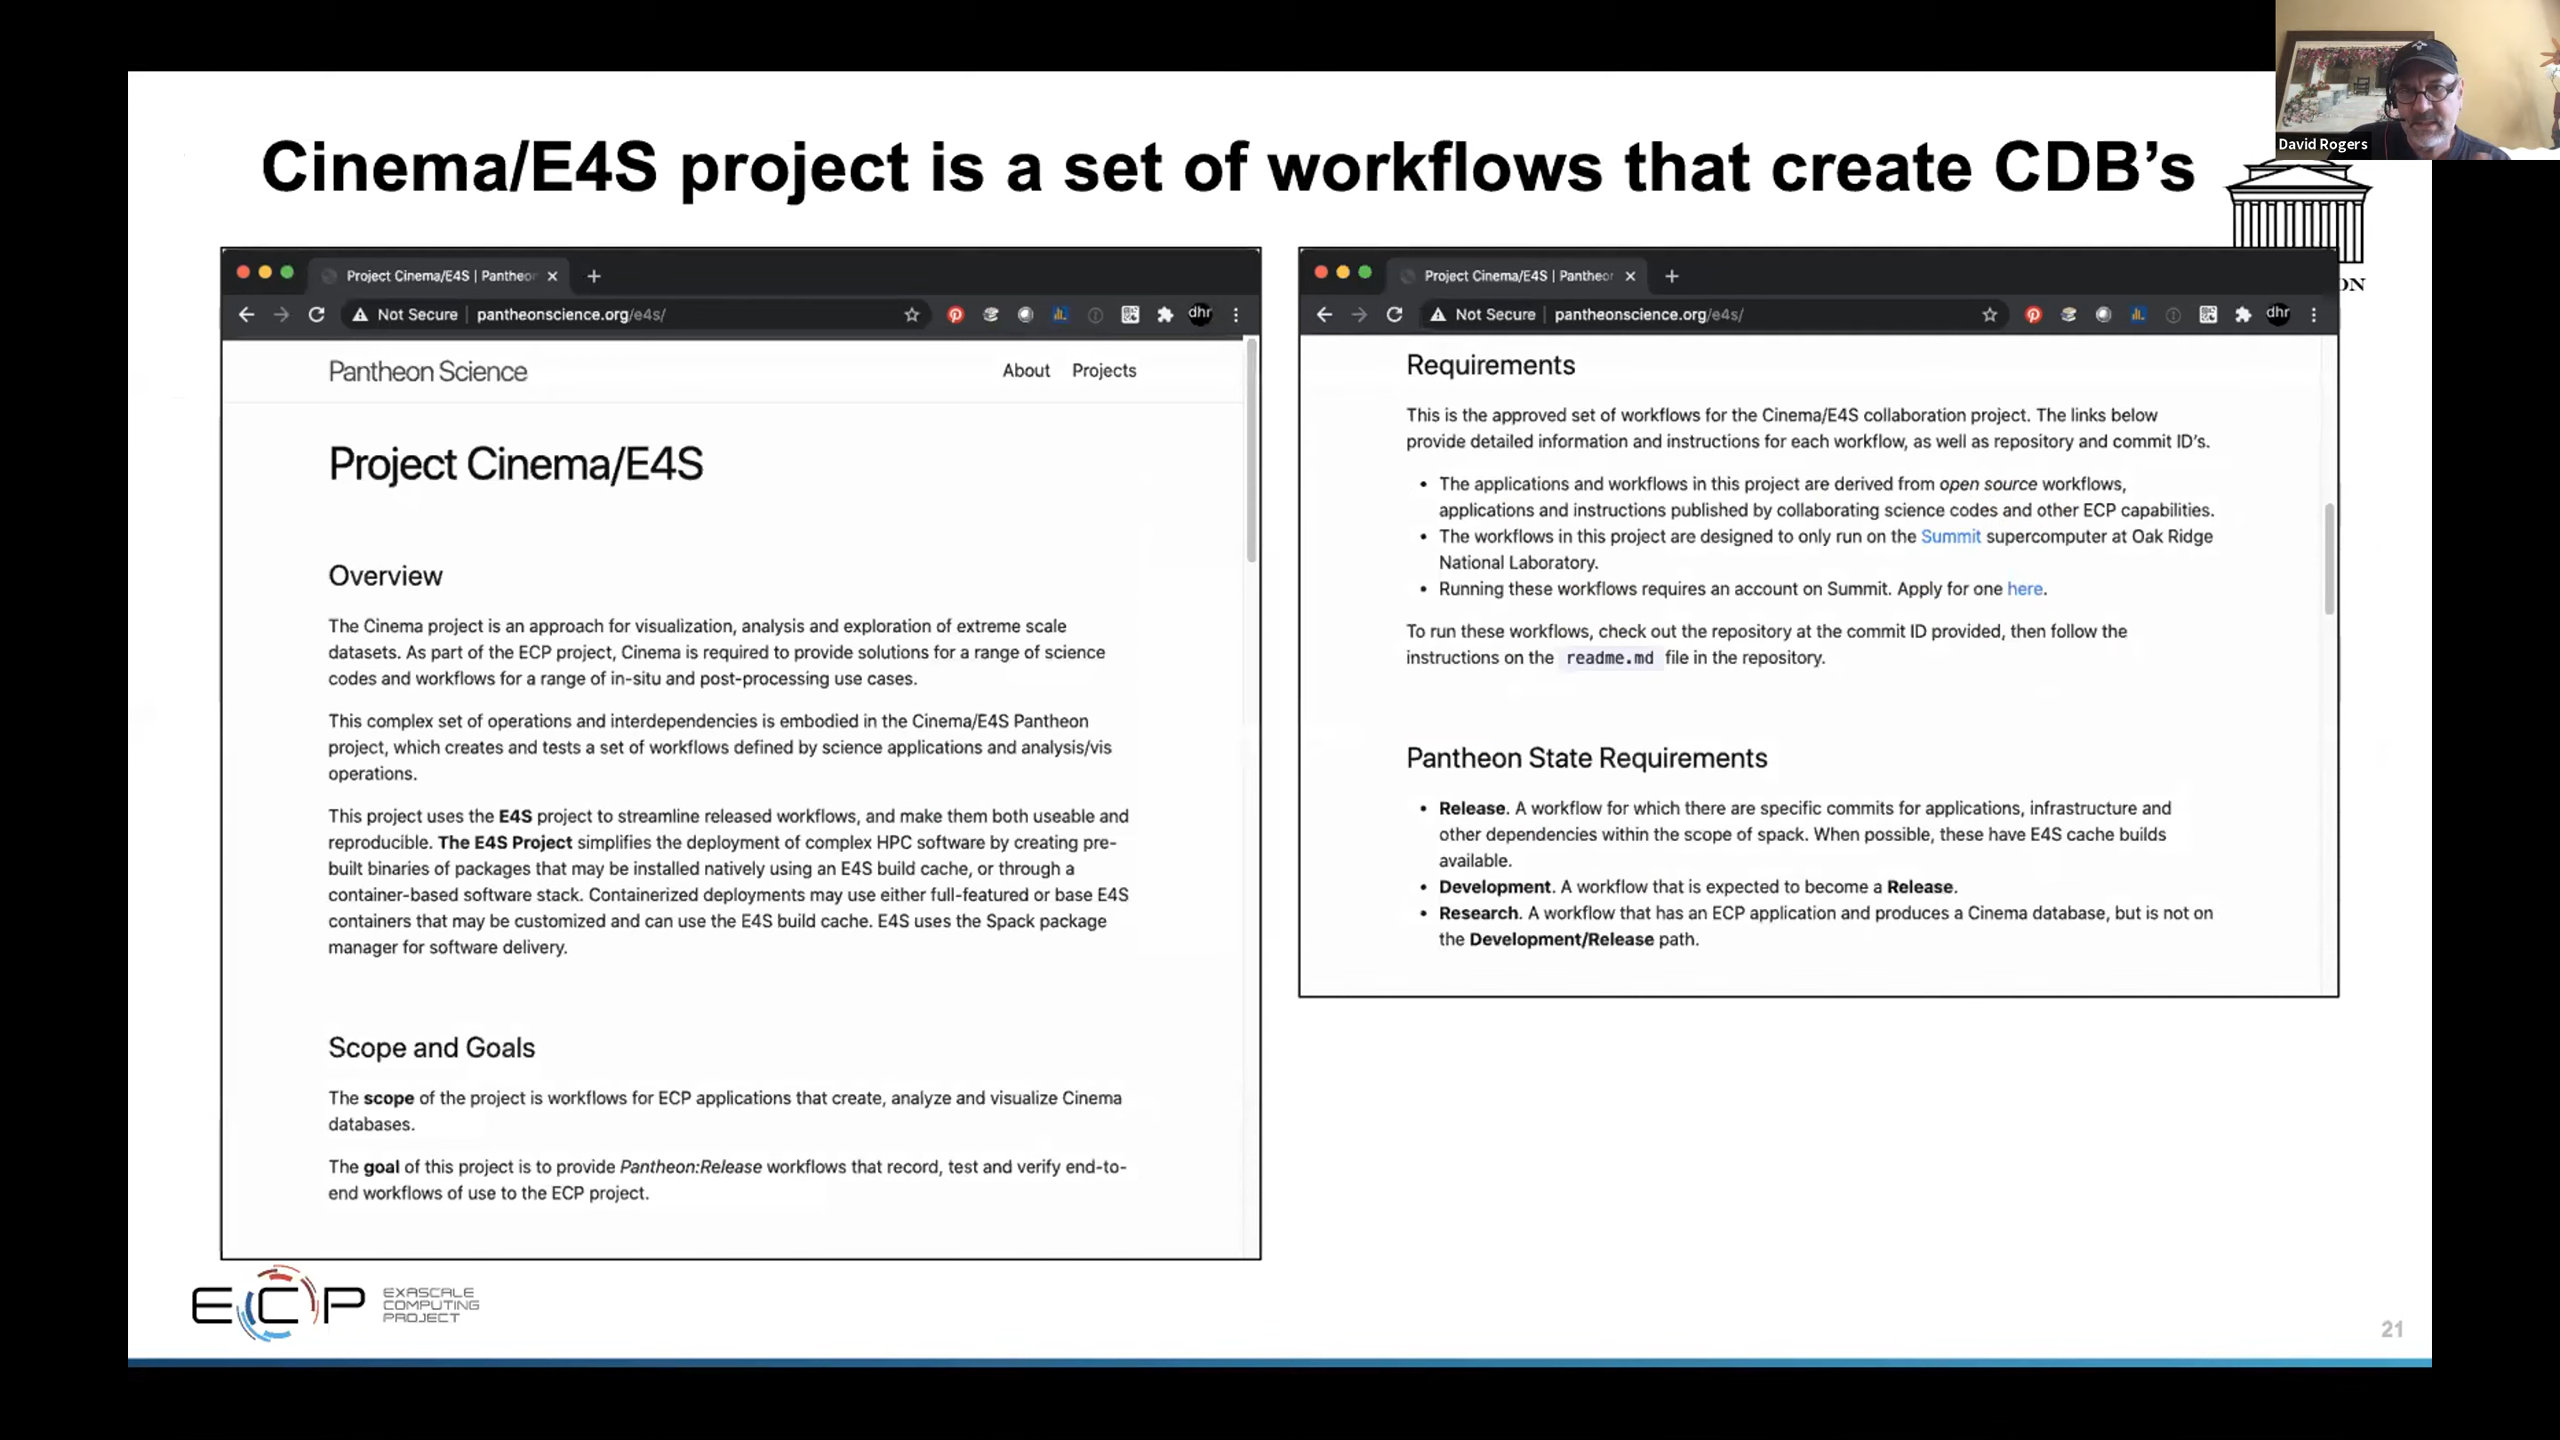 David Rogers
Cinema/E4S project is a set of workflows that create CDB's
Project Cinema/E4S | Pantheon
Not Secure | pantheonscience.org/e4s/
dhr
Pantheon Science
About Projects
Project Cinema/E4S
Overview
The Cinema project is an approach for visualization, analysis and exploration of extreme scale
datasets. As part of the ECP project, Cinema is required to provide solutions for a range of science
codes and workflows for a range of in-situ and post-processing use cases.
This complex set of operations and interdependencies is embodied in the Cinema/E4S Pantheon
project, which creates and tests a set of workflows defined by science applications and analysis/vis
operations.
This project uses the E4S project to streamline released workflows, and make them both useable and
reproducible. The E4S Project simplifies the deployment of complex HPC software by creating pre-
built binaries of packages that may be installed natively using an E4S build cache, or through a
container-based software stack. Containerized deployments may use either full-featured or base E4S
containers that may be customized and can use the E4S build cache. E4S uses the Spack package
manager for software delivery.
Scope and Goals
The scope of the project is workflows for ECP applications that create, analyze and visualize Cinema
databases.
The goal of this project is to provide Pantheon:Release workflows that record, test and verify end-to-
end workflows of use to the ECP project.
Project Cinema/E4S | Pantheon
Not Secure | pantheonscience.org/e4s/
dhr
ON
Requirements
This is the approved set of workflows for the Cinema/E4S collaboration project. The links below
provide detailed information and instructions for each workflow, as well as repository and commit ID's.
• The applications and workflows in this project are derived from open source workflows,
applications and instructions published by collaborating science codes and other ECP capabilities.
• The workflows in this project are designed to only run on the Summit supercomputer at Oak Ridge
National Laboratory.
• Running these workflows requires an account on Summit. Apply for one here.
To run these workflows, check out the repository at the commit ID provided, then follow the
instructions on the readme.md file in the repository.
Pantheon State Requirements
• Release. A workflow for which there are specific commits for applications, infrastructure and
other dependencies within the scope of spack. When possible, these have E4S cache builds
available.
• Development. A workflow that is expected to become a Release.
• Research. A workflow that has an ECP application and produces a Cinema database, but is not on
the Development/Release path.
ECP
EXASCALE
COMPUTING
PROJECT
21